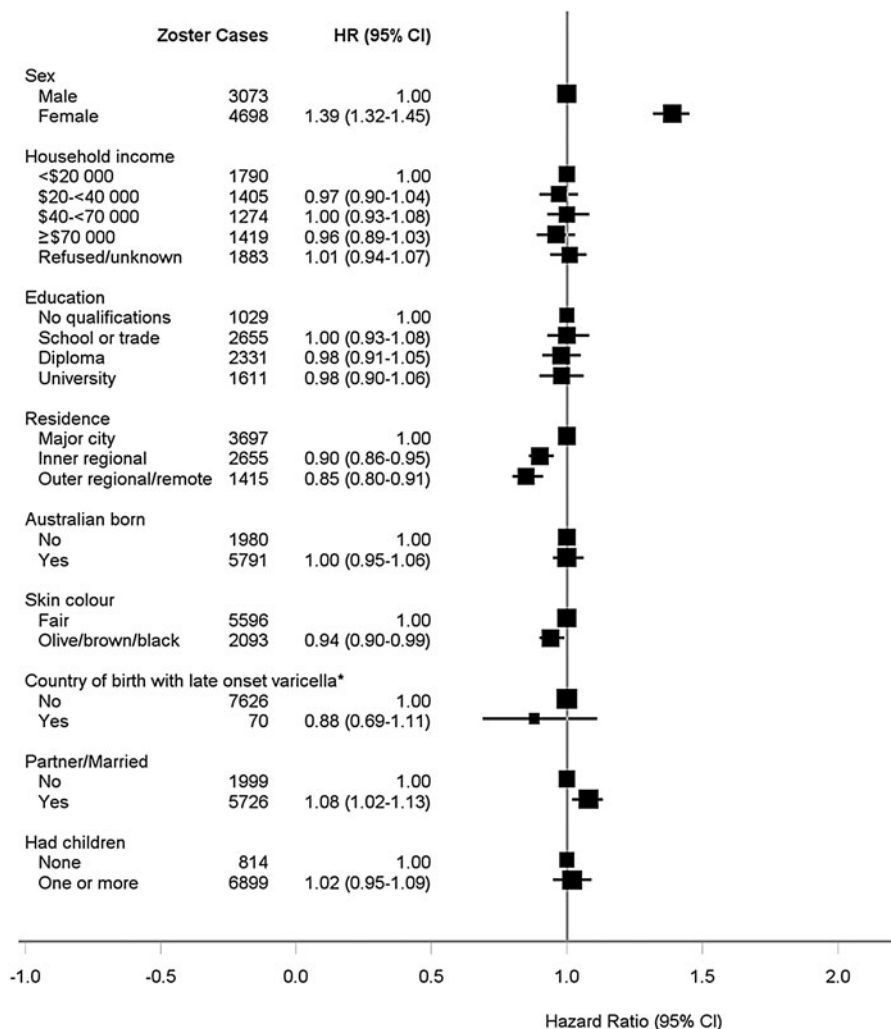 Zoster Cases HR (95% CI)
Sex
Male 3073 1.00
Female 4698 1.39 (1.32-1.45)
Household income
<$20 000 1790 1.00
$20-<40 000 1405 0.97 (0.90-1.04)
$40-<70 000 1274 1.00 (0.93-1.08)
≥$70 000 1419 0.96 (0.89-1.03)
Refused/unknown 1883 1.01 (0.94-1.07)
Education
No qualifications 1029 1.00
School or trade 2655 1.00 (0.93-1.08)
Diploma 2331 0.98 (0.91-1.05)
University 1611 0.98 (0.90-1.06)
Residence
Major city 3697 1.00
Inner regional 2655 0.90 (0.86-0.95)
Outer regional/remote 1415 0.85 (0.80-0.91)
Australian born
No 1980 1.00
Yes 5791 1.00 (0.95-1.06)
Skin colour
Fair 5596 1.00
Olive/brown/black 2093 0.94 (0.90-0.99)
Country of birth with late onset varicella*
No 7626 1.00
Yes 70 0.88 (0.69-1.11)
Partner/Married
No 1999 1.00
Yes 5726 1.08 (1.02-1.13)
Had children
None 814 1.00
One or more 6899 1.02 (0.95-1.09)
-1.0 -0.5 0.0 0.5 1.0 1.5 2.0
Hazard Ratio (95% CI)